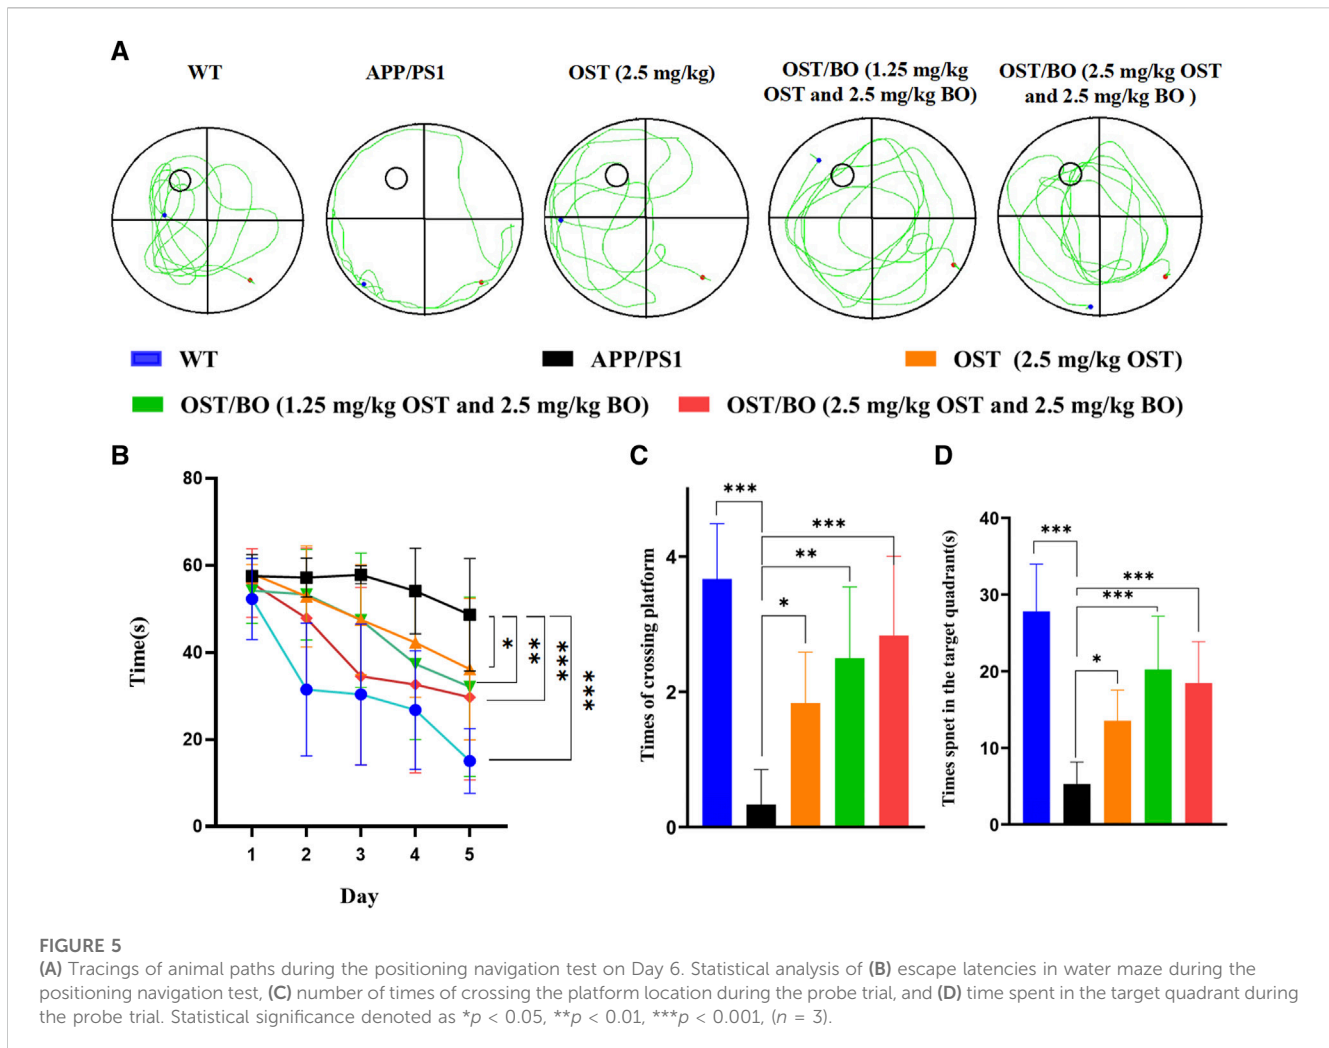 A
WT
APP/PS1
OST (2.5 mg/kg)
OST/BO (1.25 mg/kg
OST and 2.5 mg/kg BO)
OST/BO (2.5 mg/kg OST
and 2.5 mg/kg BO )
WT
APP/PS1
OST (2.5 mg/kg OST)
OST/BO (1.25 mg/kg OST and 2.5 mg/kg BO)
OST/BO (2.5 mg/kg OST and 2.5 mg/kg BO)
B
Time(s)
80
60
40
20
0
1 2 3 4 5
Day
*
**
***
***
C
Times of crossing platform
4
2
0
***
***
**
*
D
Times spnet in the target quadrant(s)
40
30
20
10
0
***
***
***
*
FIGURE 5
(A) Tracings of animal paths during the positioning navigation test on Day 6. Statistical analysis of (B) escape latencies in water maze during the
positioning navigation test, (C) number of times of crossing the platform location during the probe trial, and (D) time spent in the target quadrant during
the probe trial. Statistical significance denoted as *p < 0.05, **p < 0.01, ***p < 0.001, (n = 3).